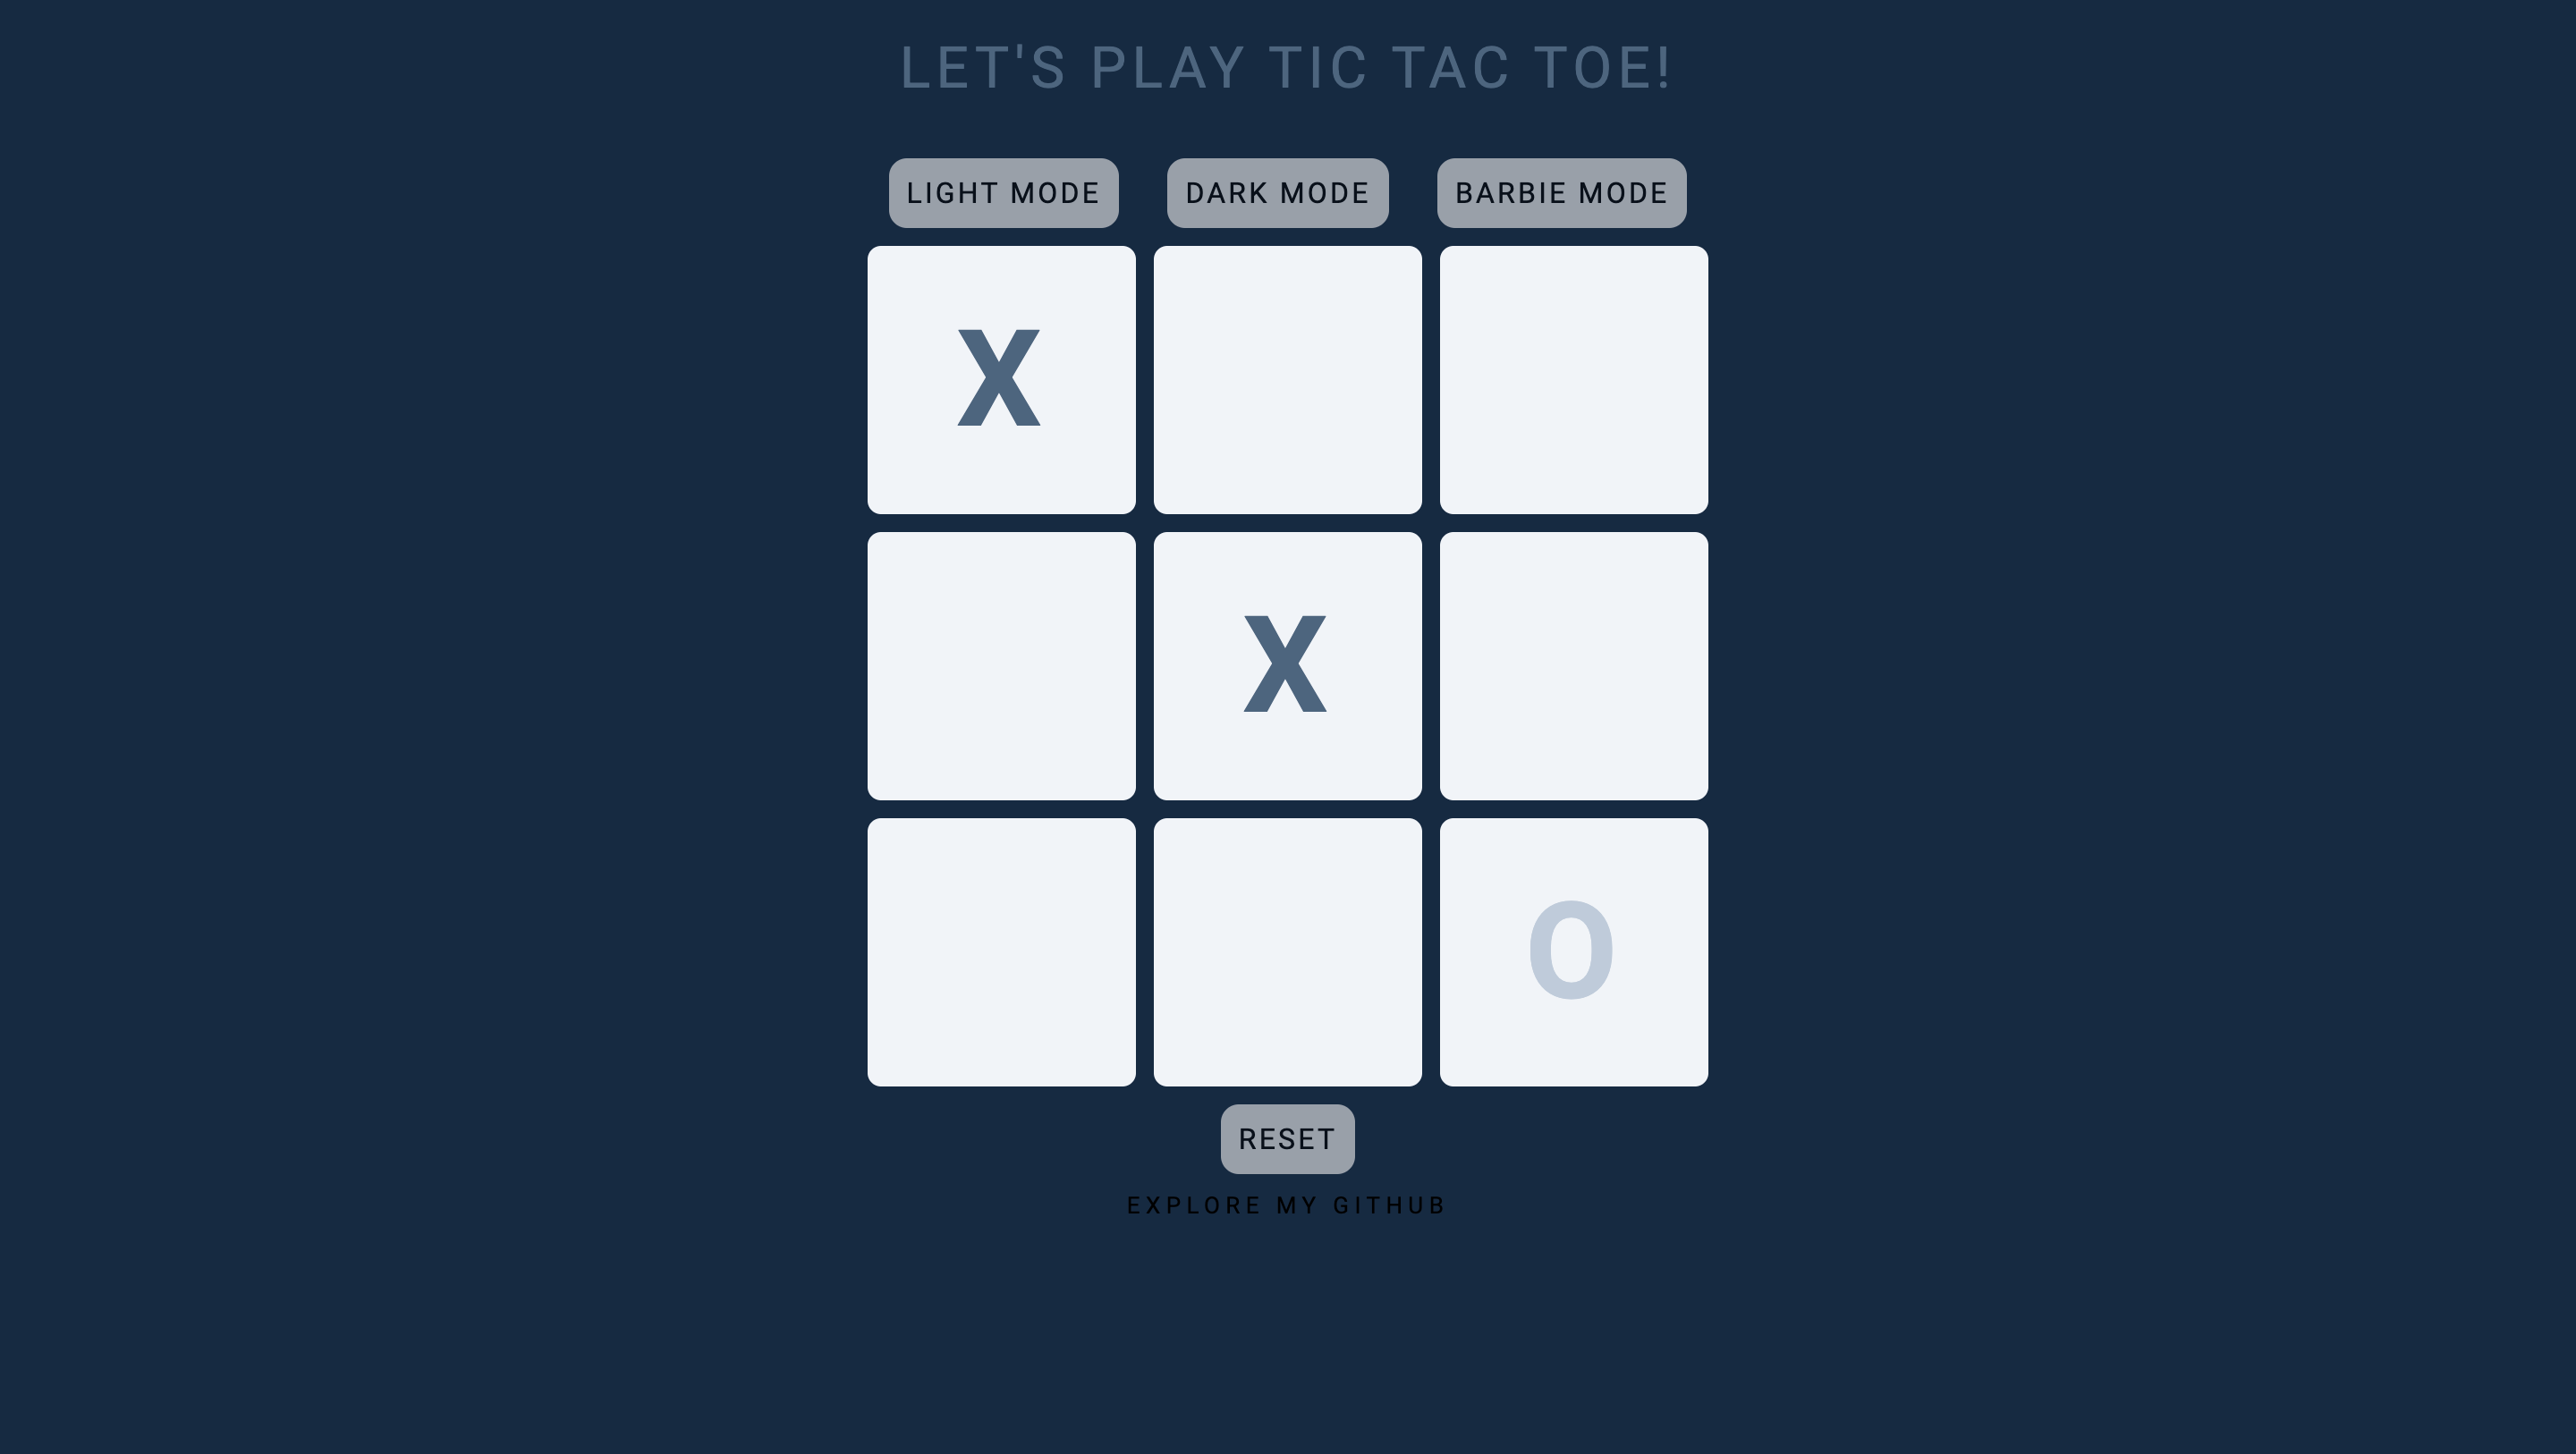 LET'S PLAY TIC TAC TOE!
LIGHT MODE DARK MODE BARBIE MODE
X
X
O
RESET
EXPLORE MY GITHUB